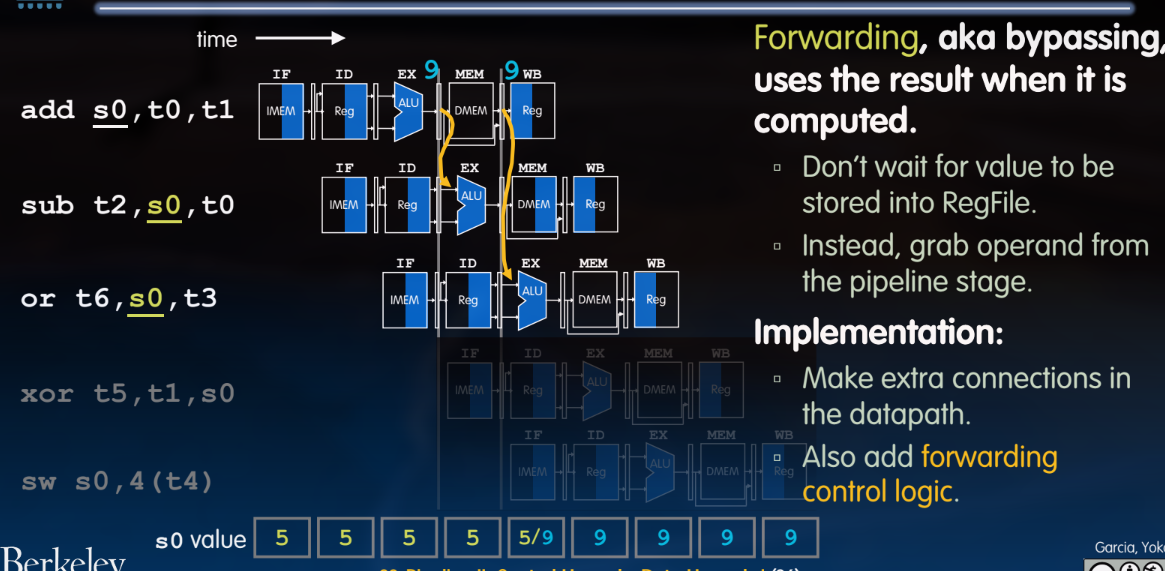 time
Forwarding, aka bypassing,
uses the result when it is
computed.
▫ Don't wait for value to be
stored into RegFile.
▫ Instead, grab operand from
the pipeline stage.
Implementation:
▫ Make extra connections in
the datapath.
▫ Also add forwarding
control logic.
9 9
IF ID EX MEM WB
add s0,t0,t1 IMEM Reg ALU DMEM Reg
IF ID EX MEM WB
sub t2,s0,t0 IMEM Reg ALU DMEM Reg
IF ID EX MEM WB
or t6,s0,t3 IMEM Reg ALU DMEM Reg
IF ID EX MEM WB
xor t5,t1,s0 IMEM Reg ALU DMEM Reg
IF ID EX MEM WB
sw s0,4(t4) IMEM Reg ALU DMEM Reg
s0 value 5 5 5 5 5/9 9 9 9 9
Berkeley
Garcia,